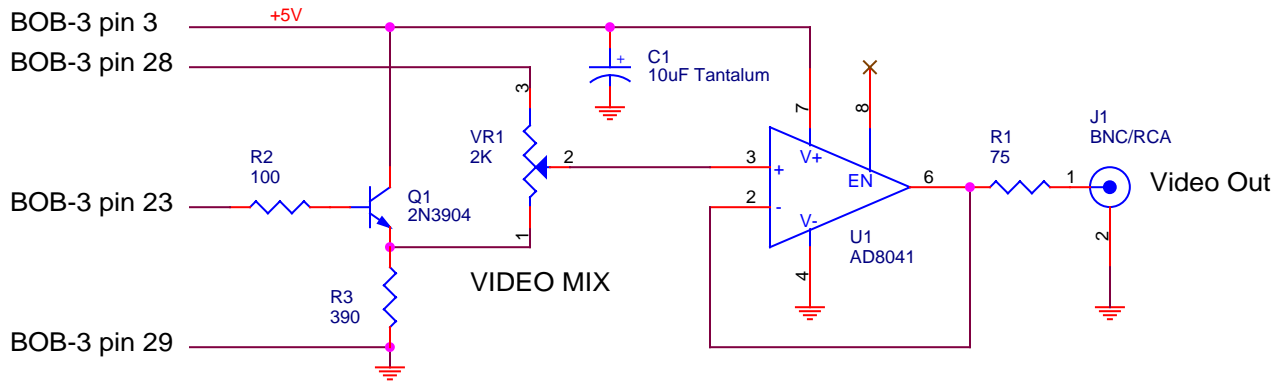 BOB-3 pin 3
+5V
BOB-3 pin 28
C1
+
10uF Tantalum
3
VR1
2K
2
1
7
8
J1
BNC/RCA
R1
75
R2
100
3
+
V+
EN
6
1
Video Out
BOB-3 pin 23
Q1
2N3904
2
-
V-
U1
AD8041
4
2
VIDEO MIX
R3
390
BOB-3 pin 29